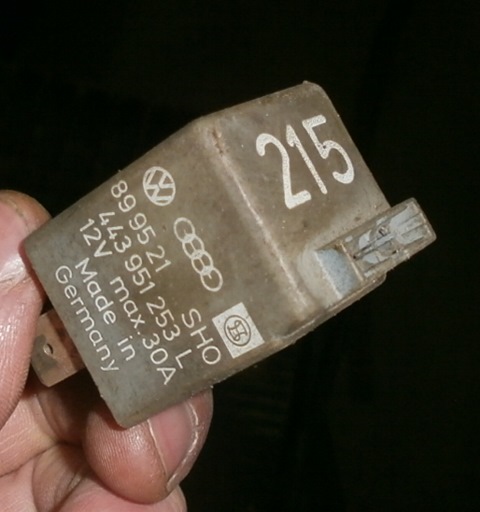 215
89 95 21 SHO
443 951 253 L
12V max.30A
Made in
Germany